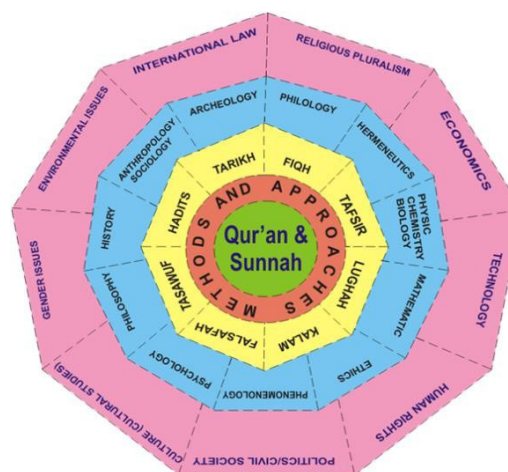 INTERNATIONAL LAW
RELIGIOUS PLURALISM
ECONOMICS
TECHNOLOGY
HUMAN RIGHTS
POLITICS/CIVIL SOCIETY
CULTURE (CULTURAL STUDIES)
GENDER ISSUES
ENVIRONMENTAL ISSUES
ARCHEOLOGY
PHILOLOGY
HERMEUNETICS
PHYSIC
CHEMISTRY
BIOLOGY
MATHEMATIC
ETHICS
PHENOMENOLOGY
PSYCHOLOGY
PHILOSOPHY
HISTORY
ANTHROPOLOGY
SOCIOLOGY
TARIKH
FIQH
TAFSIR
LUGHAH
KALAM
FALSAFAH
TASAWUF
HADITS
METHODS AND APPROACHES
Qur'an &
Sunnah